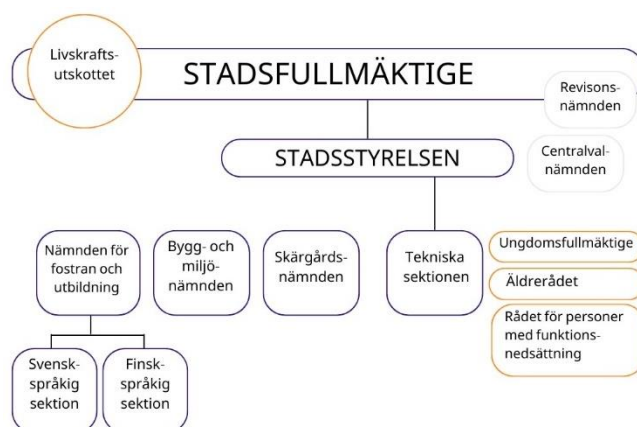 Livskrafts-
utskottet
STADSFULLMÄKTIGE
Revisons-
nämnden
STADSSTYRELSEN
Centralval-
nämnden
Nämnden för
fostran och
utbildning
Bygg- och
miljö-
nämnden
Skärgårds-
nämnden
Tekniska
sektionen
Ungdomsfullmäktige
Äldrerådet
Rådet för personer
med funktions-
nedsättning
Svensk-
språkig
sektion
Finsk-
språkig
sektion